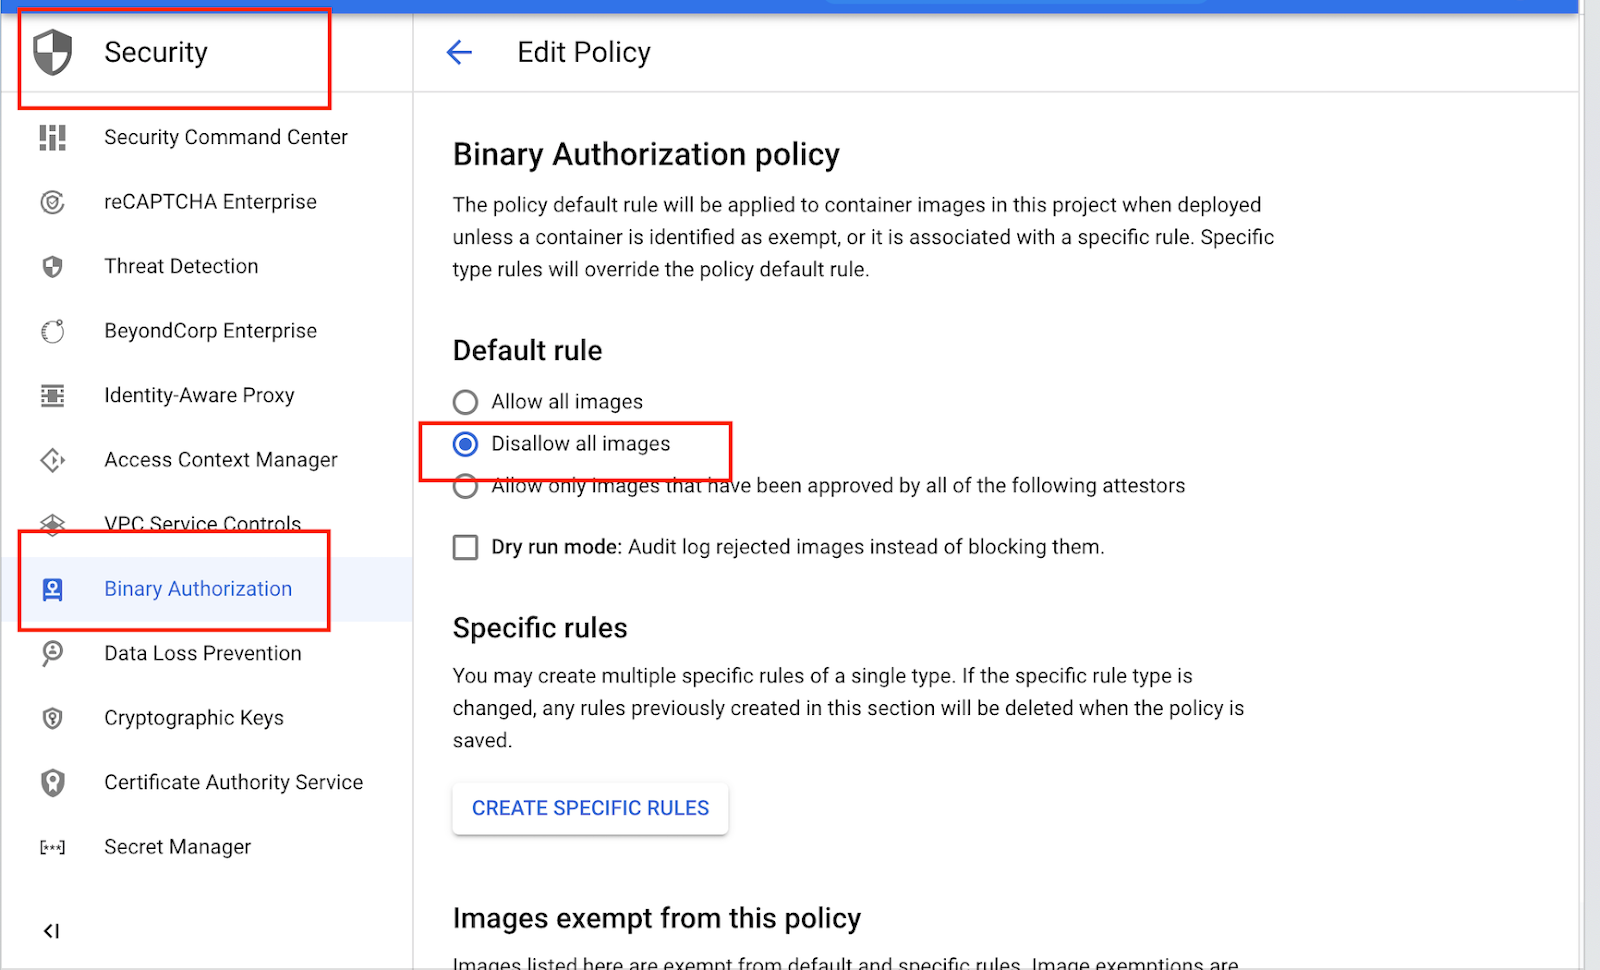 Security
Edit Policy
Security Command Center
reCAPTCHA Enterprise
Threat Detection
BeyondCorp Enterprise
Identity-Aware Proxy
Access Context Manager
VPC Service Controls
Binary Authorization
Data Loss Prevention
Cryptographic Keys
Certificate Authority Service
Secret Manager
Binary Authorization policy
The policy default rule will be applied to container images in this project when deployed
unless a container is identified as exempt, or it is associated with a specific rule. Specific
type rules will override the policy default rule.
Default rule
Allow all images
Disallow all images
Allow only images that have been approved by all of the following attestors
Dry run mode: Audit log rejected images instead of blocking them.
Specific rules
You may create multiple specific rules of a single type. If the specific rule type is
changed, any rules previously created in this section will be deleted when the policy is
saved.
CREATE SPECIFIC RULES
Images exempt from this policy
Images listed here are exempt from default and specific rules. Image exemptions are